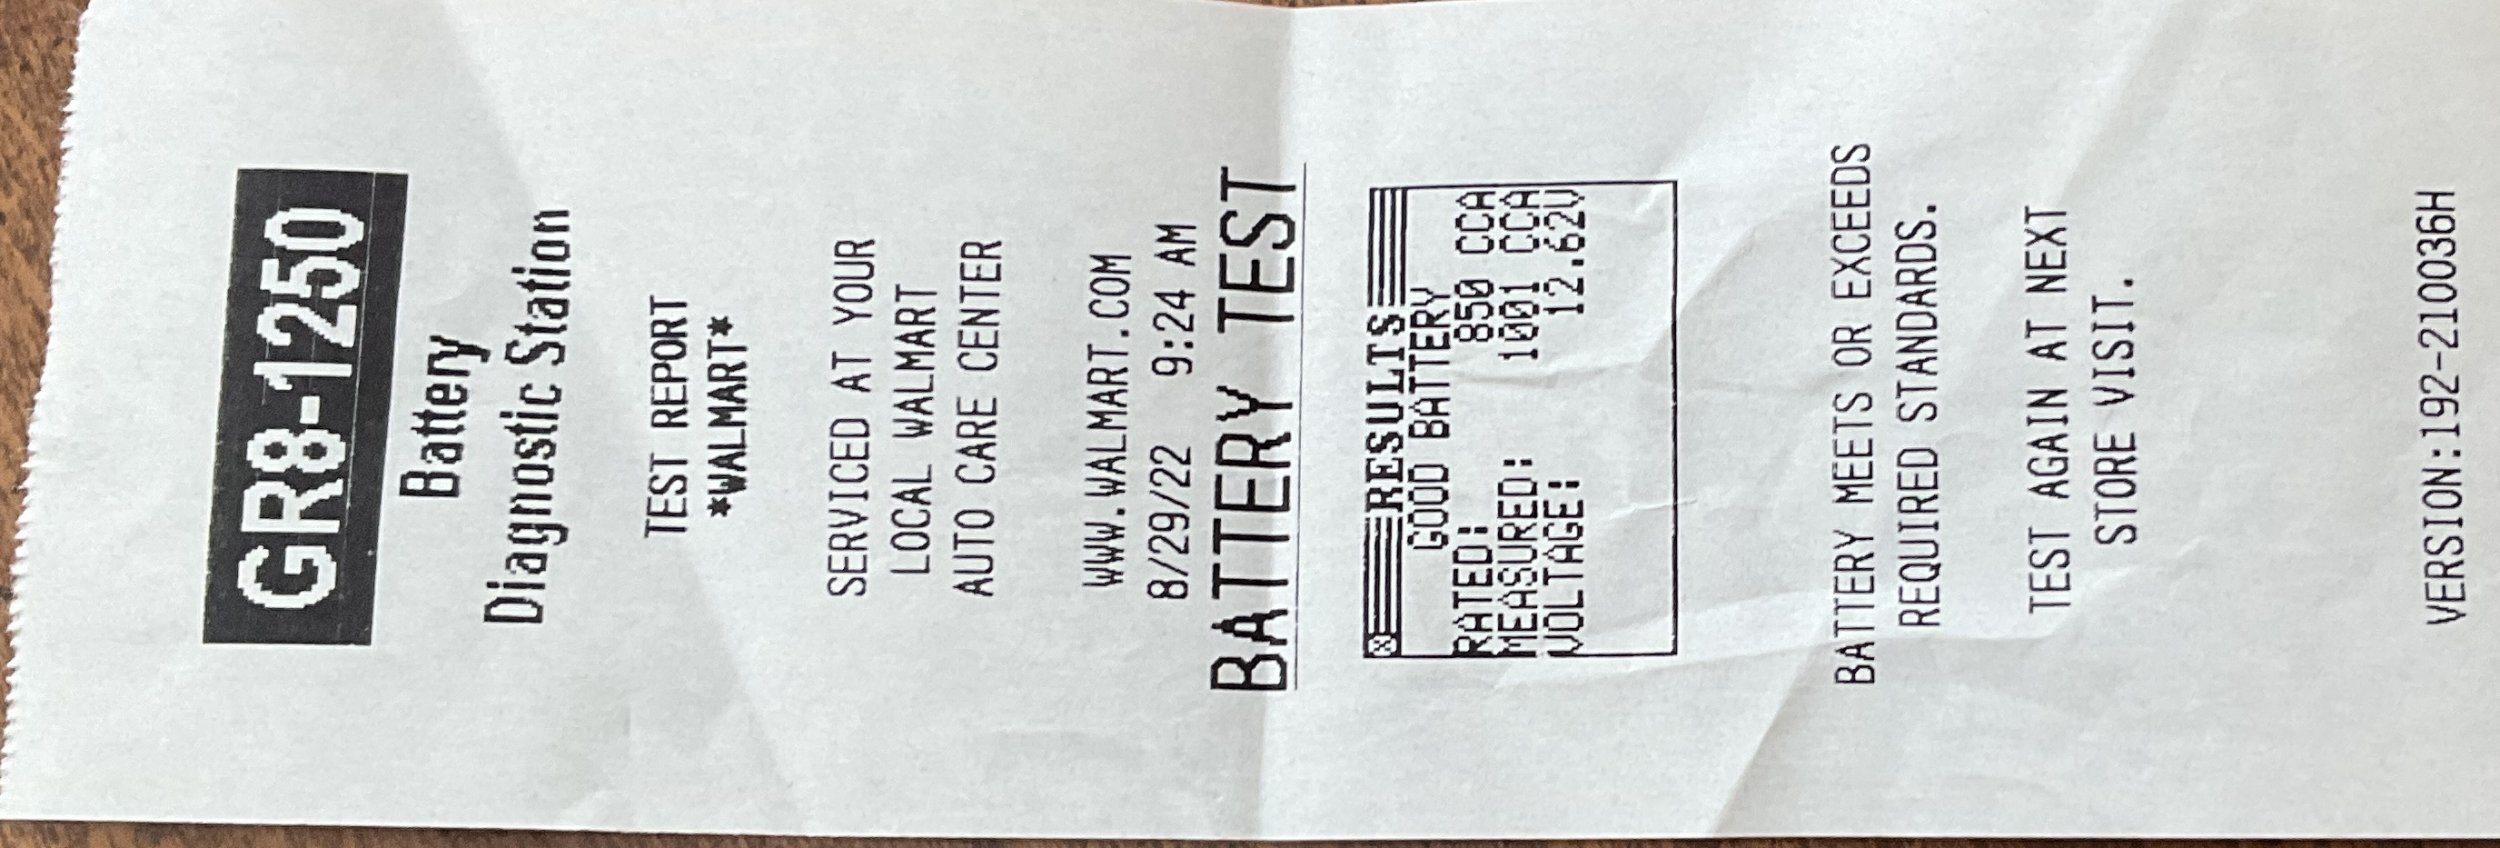 GR8-1250
Battery
Diagnostic Station
TEST REPORT
*WALMART*
SERVICED AT YOUR
LOCAL WALMART
AUTO CARE CENTER
WWW.WALMART.COM
8/29/22 9:24 AM
BATTERY TEST
RESULTS
GOOD BATTERY
RATED: 850 CCA
MEASURED: 1001 CCA
VOLTAGE: 12.62V
BATTERY MEETS OR EXCEEDS
REQUIRED STANDARDS.
TEST AGAIN AT NEXT
STORE VISIT.
VERSION:192-210036H